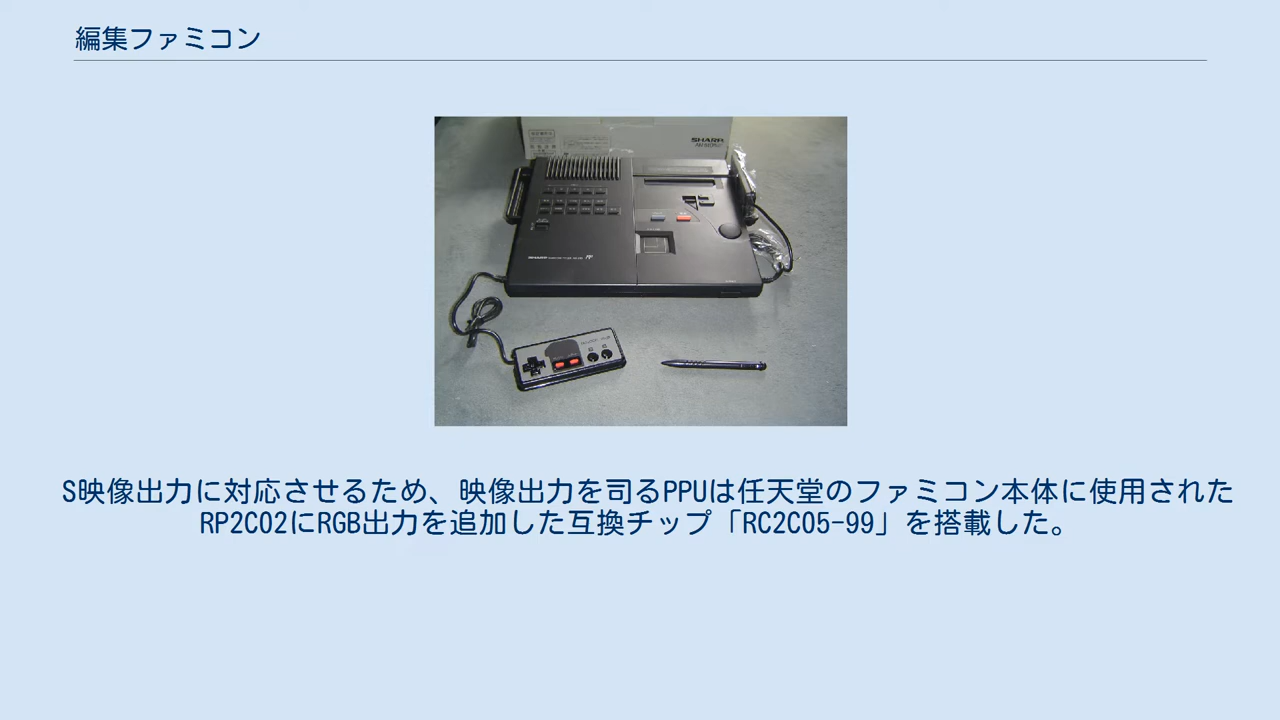 編集ファミコン
SHARP
SHARP
S映像出力に対応させるため、映像出力を司るPPUは任天堂のファミコン本体に使用された
RP2C02にRGB出力を追加した互換チップ「RC2C05-99」を搭載した。